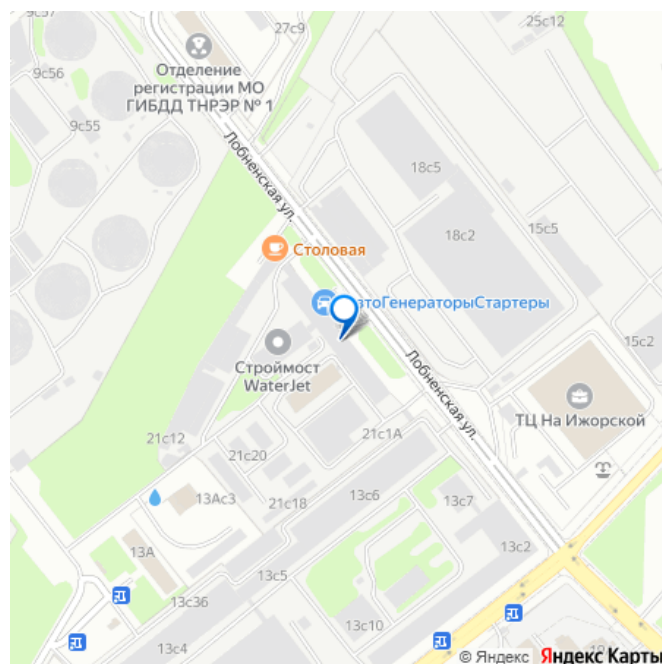 27с9
25с12
9с56
Отделение
регистрации МО
ГИБДД ТНРЭР № 1
9с55
Лобненская ул.
18с5
18с2
15с5
Столовая
втоГенераторыСтартеры
15с2
Строймост
WaterJet
Лобненская ул.
ТЦ На Ижорской
21с12
21с1А
21с20
13Ас3
21с18
13с6
13с7
13А
13с2
13с5
13с36
13с10
13с4
© Яндекс Яндекс Карты